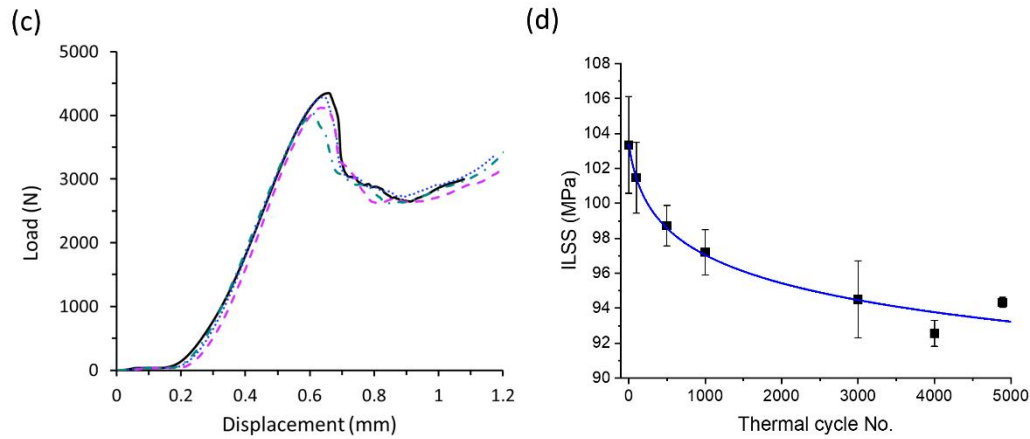 (c)
5000
4000
3000
2000
1000
0
Load (N)
0 0.2 0.4 0.6 0.8 1 1.2
Displacement (mm)
(d)
108
106
104
102
100
98
96
94
92
90
ILSS (MPa)
0 1000 2000 3000 4000 5000
Thermal cycle No.